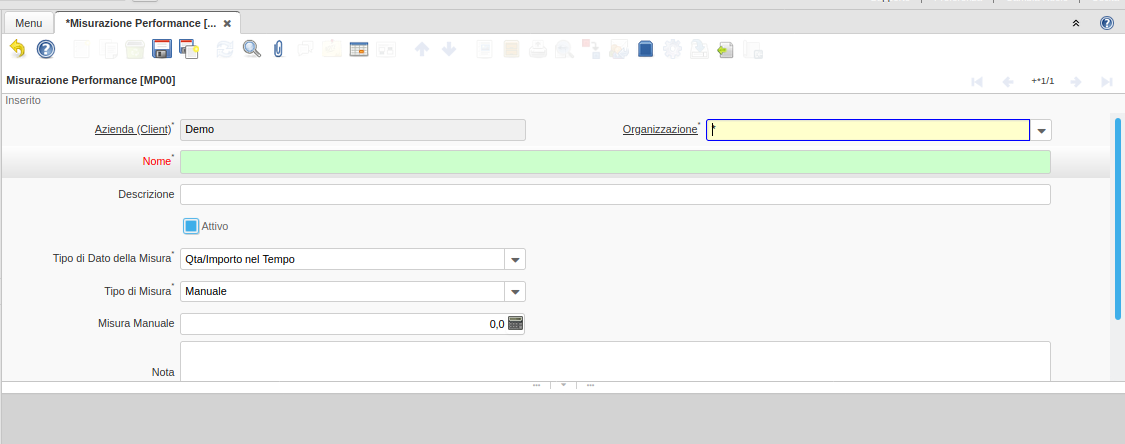 Menu *Misurazione Performance [...
Misurazione Performance [MP00] +*1/1
Inserito
Azienda (Client)* Demo Organizzazione* *
Nome*
Descrizione
Attivo
Tipo di Dato della Misura* Qta/Importo nel Tempo
Tipo di Misura* Manuale
Misura Manuale 0,0
Nota